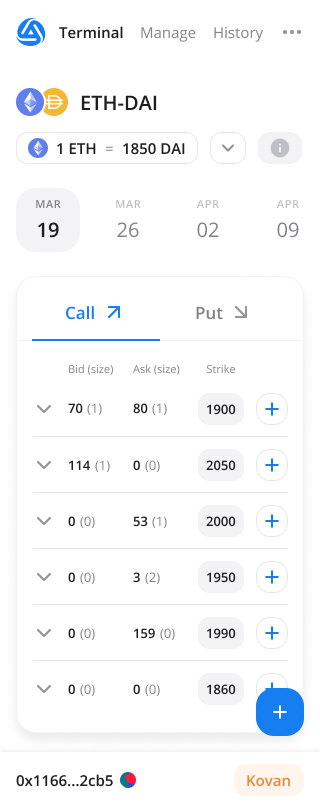 Terminal Manage History
ETH-DAI
1 ETH = 1850 DAI
MAR MAR APR APR
19 26 02 09
Call Put
Bid (size) Ask (size) Strike
70 (1) 80 (1) 1900
114 (1) 0 (0) 2050
0 (0) 53 (1) 2000
0 (0) 3 (2) 1950
0 (0) 159 (0) 1990
0 (0) 0 (0) 1860
0x1166...2cb5 Kovan